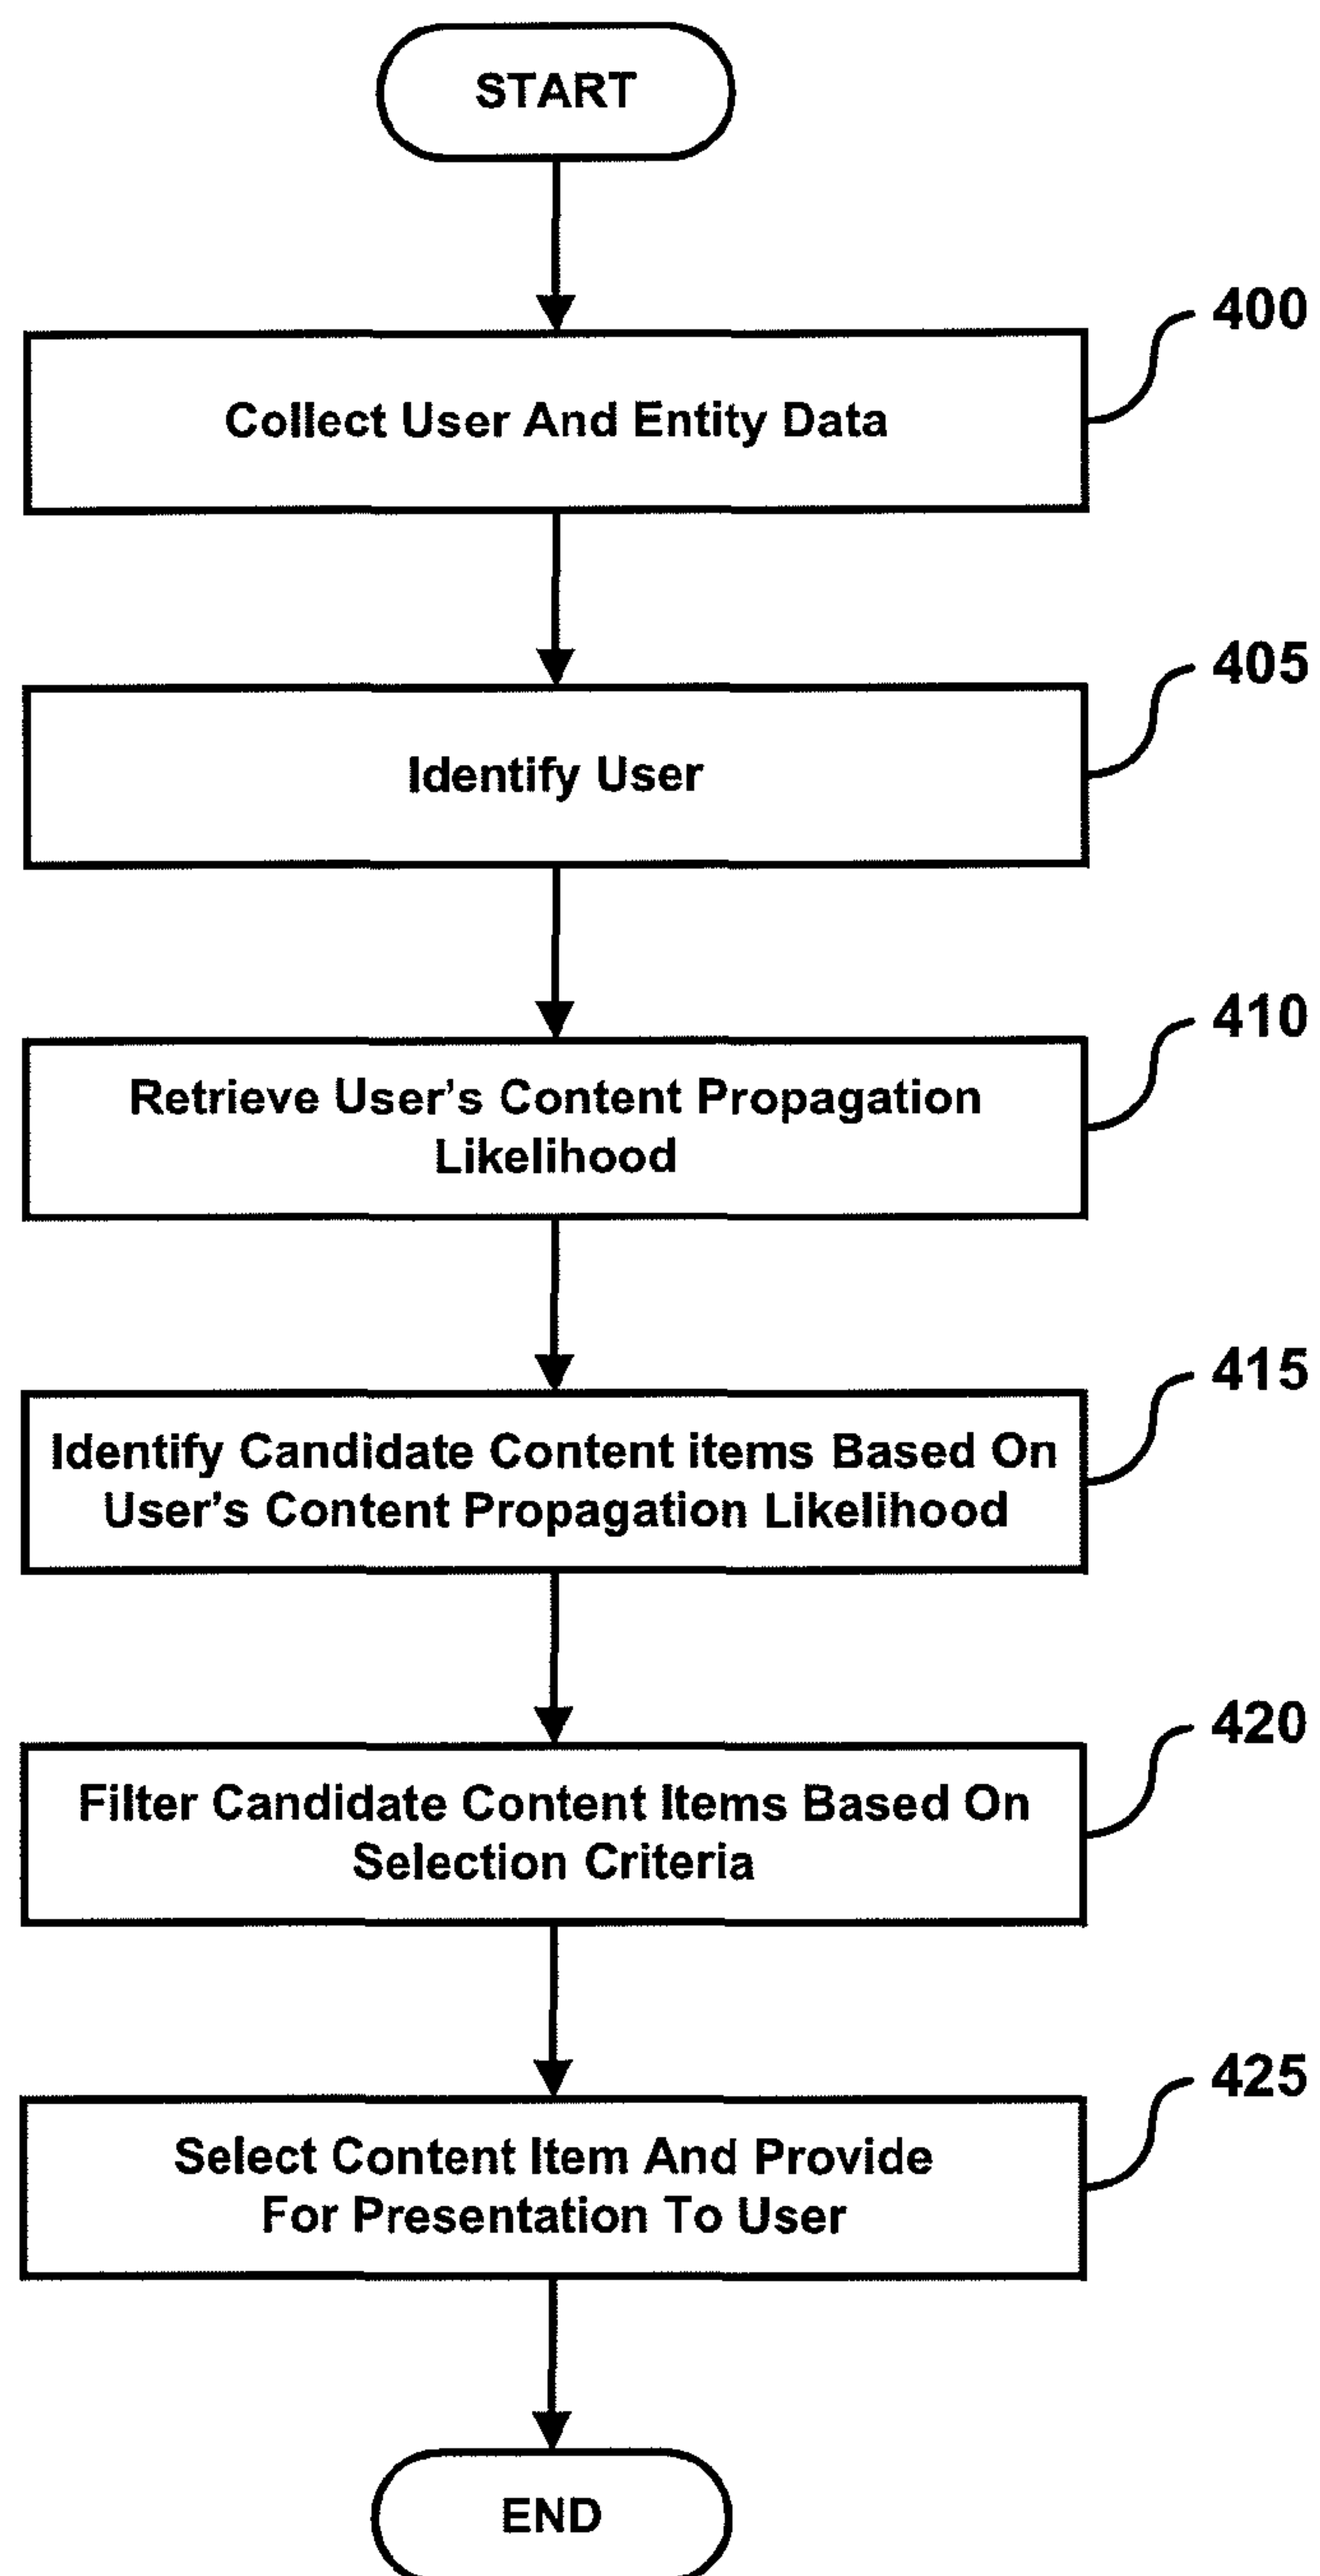 START
400
Collect User And Entity Data
405
Identify User
410
Retrieve User's Content Propagation
Likelihood
415
Identify Candidate Content items Based On
User's Content Propagation Likelihood
420
Filter Candidate Content Items Based On
Selection Criteria
425
Select Content Item And Provide
For Presentation To User
END